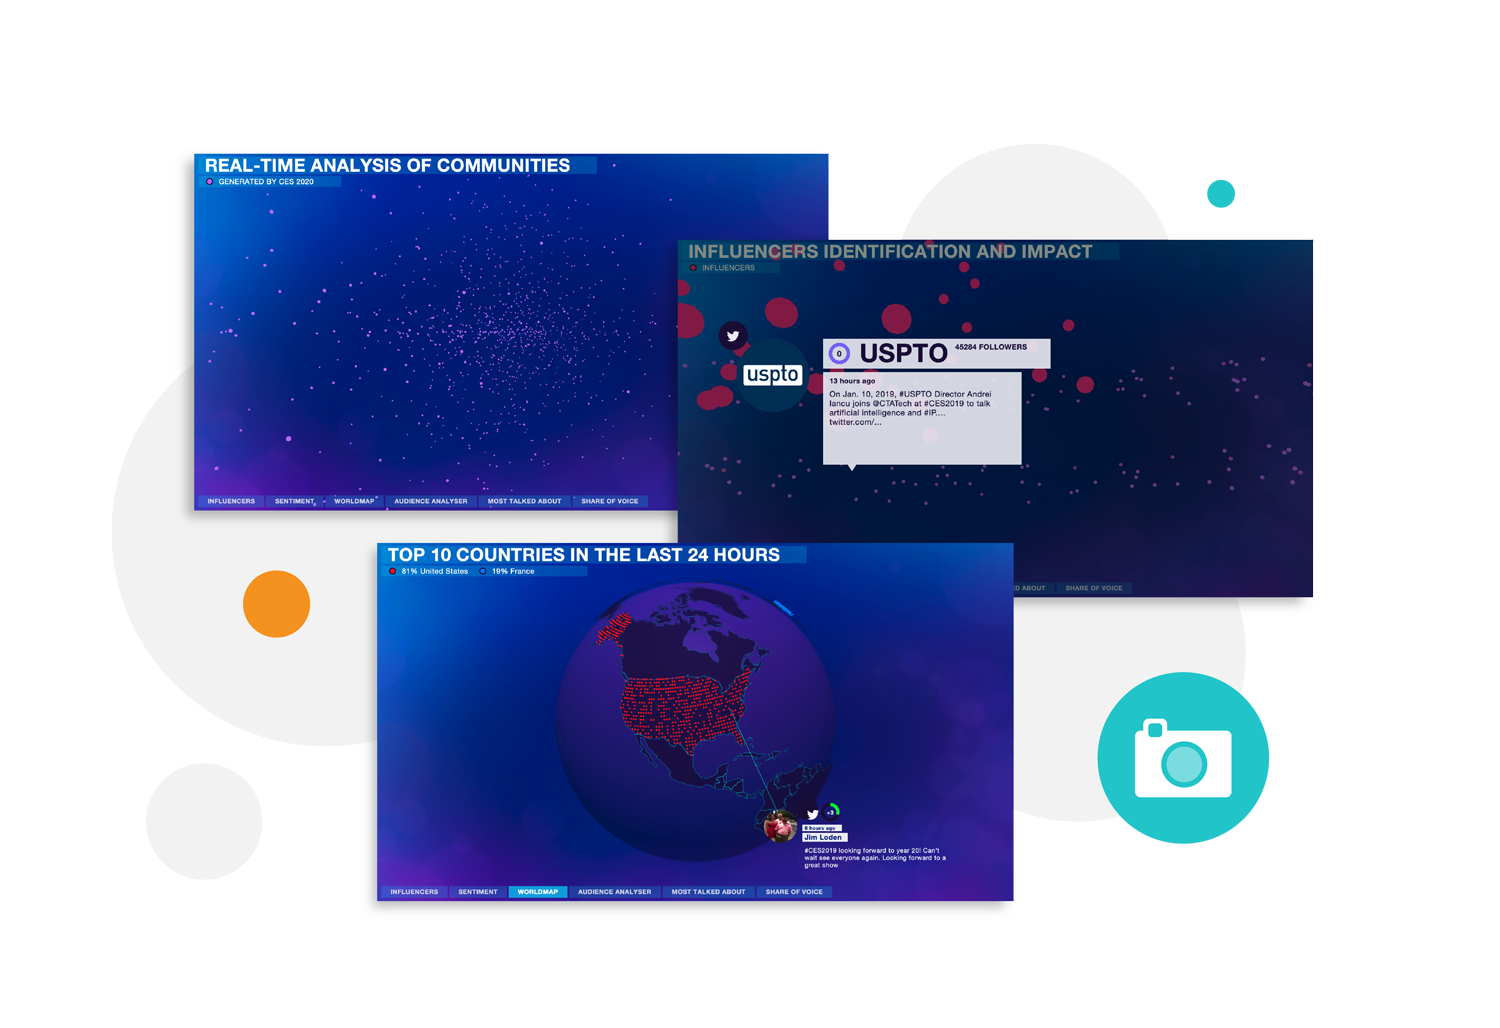 REAL-TIME ANALYSIS OF COMMUNITIES
GENERATED BY CES 2020
INFLUENCERS
SENTIMENT
WORLDMAP
AUDIENCE ANALYSER
MOST TALKED ABOUT
SHARE OF VOICE
INFLUENCERS IDENTIFICATION AND IMPACT
INFLUENCERS
uspto
0
USPTO
45284 FOLLOWERS
13 hours ago
On Jan. 10, 2019, #USPTO Director Andrei
Iancu joins @CTATech at #CES2019 to talk
artificial intelligence and #IP....
twitter.com/...
ABOUT
SHARE OF VOICE
TOP 10 COUNTRIES IN THE LAST 24 HOURS
81% United States
19% France
+3
6 hours ago
Jim Loden
#CES2019 looking forward to year 20! Can't
wait see everyone again. Looking forward to a
great show
INFLUENCERS
SENTIMENT
WORLDMAP
AUDIENCE ANALYSER
MOST TALKED ABOUT
SHARE OF VOICE